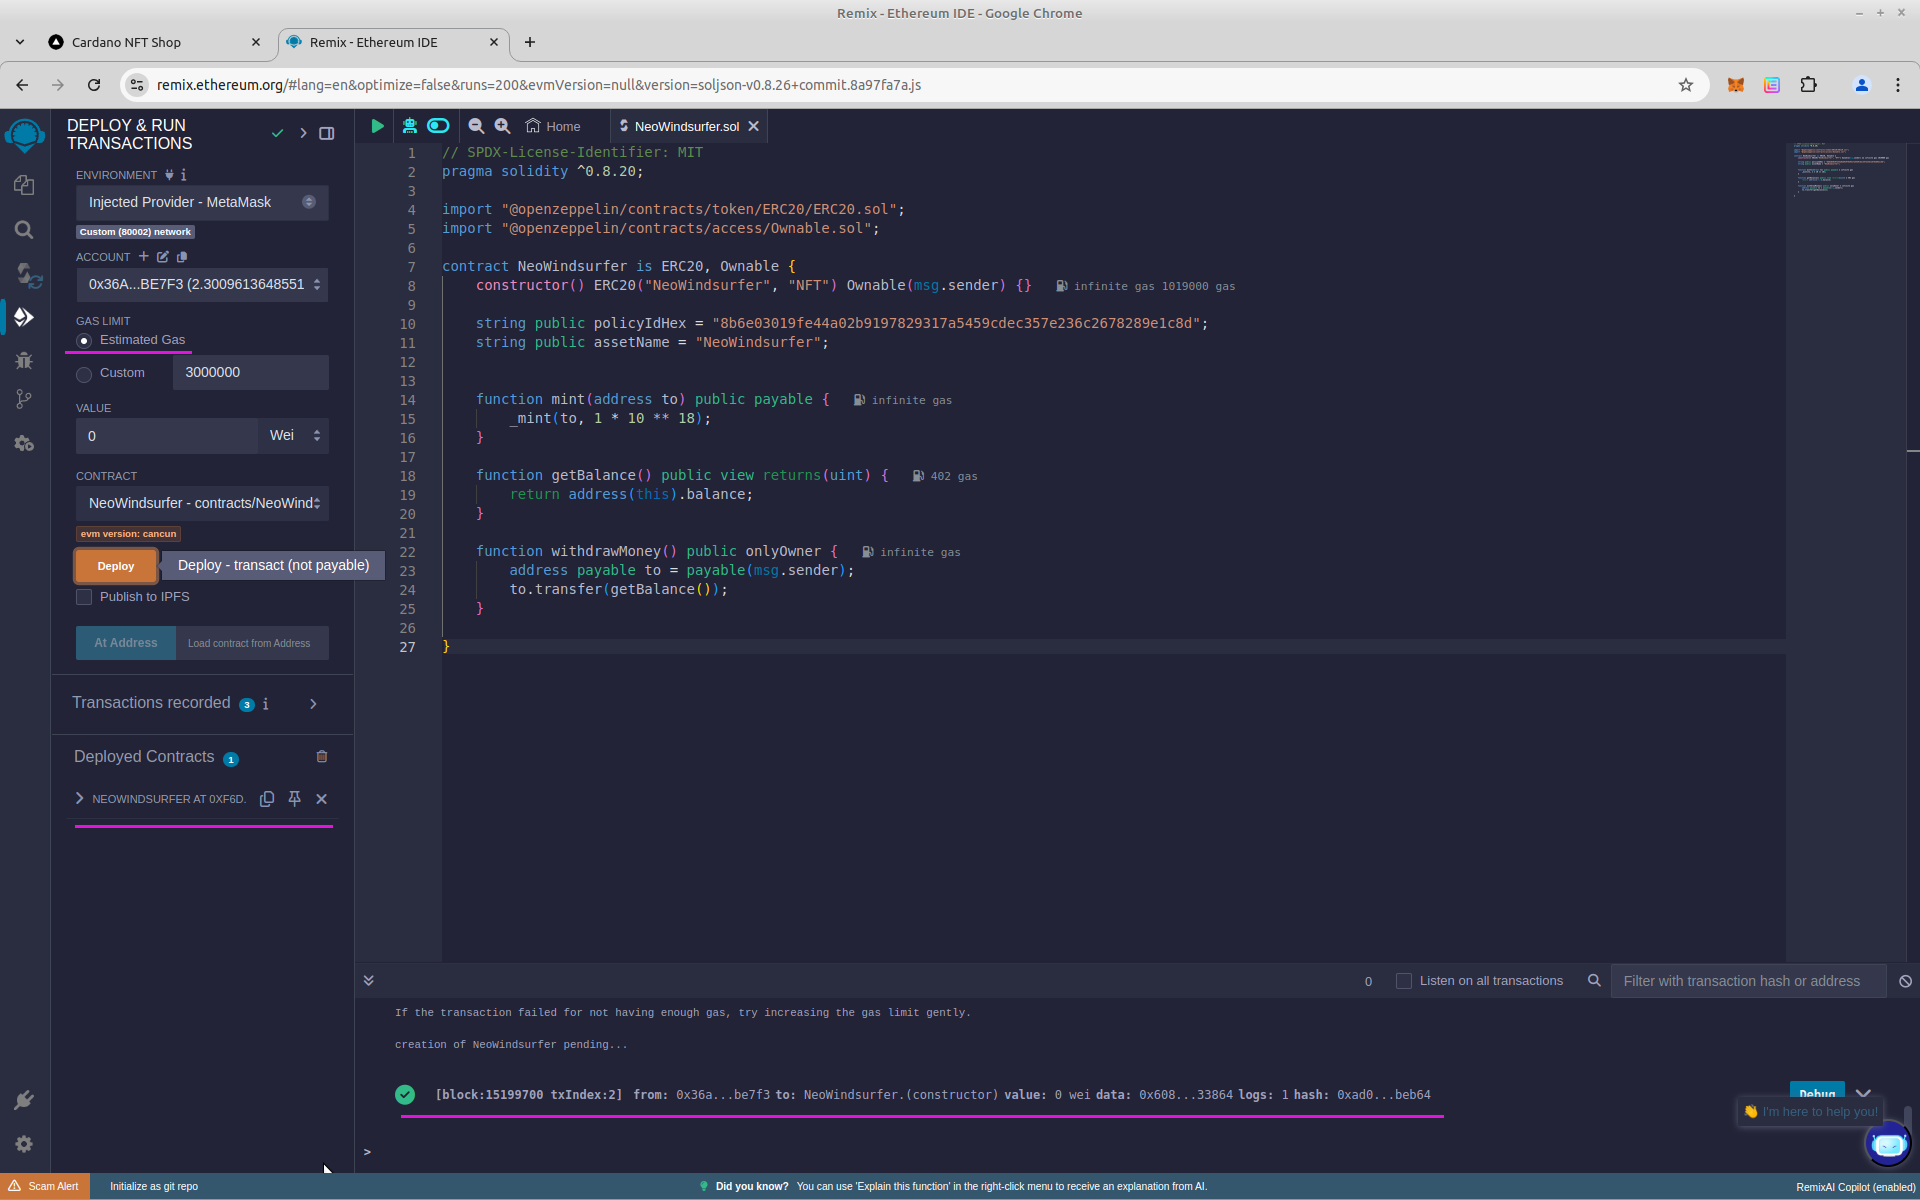 Remix - Ethereum IDE - Google Chrome
Cardano NFT Shop
Remix - Ethereum IDE
remix.ethereum.org/#lang=en&optimize=false&runs=200&evmVersion=null&version=soljson-v0.8.26+commit.8a97fa7a.js
DEPLOY & RUN
TRANSACTIONS
ENVIRONMENT
Injected Provider - MetaMask
Custom (80002) network
ACCOUNT
0x36A...BE7F3 (2.3009613648551
GAS LIMIT
Estimated Gas
Custom
3000000
VALUE
0
Wei
CONTRACT
NeoWindsurfer - contracts/NeoWind
evm version: cancun
Deploy
Deploy - transact (not payable)
Publish to IPFS
At Address
Load contract from Address
Transactions recorded 3
Deployed Contracts 1
NEOWINDSURFER AT 0XF6D.
Home
NeoWindsurfer.sol
1 // SPDX-License-Identifier: MIT
2 pragma solidity ^0.8.20;
3
4 import "@openzeppelin/contracts/token/ERC20/ERC20.sol";
5 import "@openzeppelin/contracts/access/Ownable.sol";
6
7 contract NeoWindsurfer is ERC20, Ownable {
8 constructor() ERC20("NeoWindsurfer", "NFT") Ownable(msg.sender) {} infinite gas 1019000 gas
9
10 string public policyIdHex = "8b6e03019fe44a02b9197829317a5459cdec357e236c2678289e1c8d";
11 string public assetName = "NeoWindsurfer";
12
13
14 function mint(address to) public payable { infinite gas
15 _mint(to, 1 * 10 ** 18);
16 }
17
18 function getBalance() public view returns(uint) { 402 gas
19 return address(this).balance;
20 }
21
22 function withdrawMoney() public onlyOwner { infinite gas
23 address payable to = payable(msg.sender);
24 to.transfer(getBalance());
25 }
26
27 }
0
Listen on all transactions
Filter with transaction hash or address
If the transaction failed for not having enough gas, try increasing the gas limit gently.
creation of NeoWindsurfer pending...
[block:15199700 txIndex:2] from: 0x36a...be7f3 to: NeoWindsurfer.(constructor) value: 0 wei data: 0x608...33864 logs: 1 hash: 0xad0...beb64
Debug
👋 I'm here to help you!
>
Scam Alert
Initialize as git repo
Did you know? You can use 'Explain this function' in the right-click menu to receive an explanation from AI.
RemixAI Copilot (enabled)